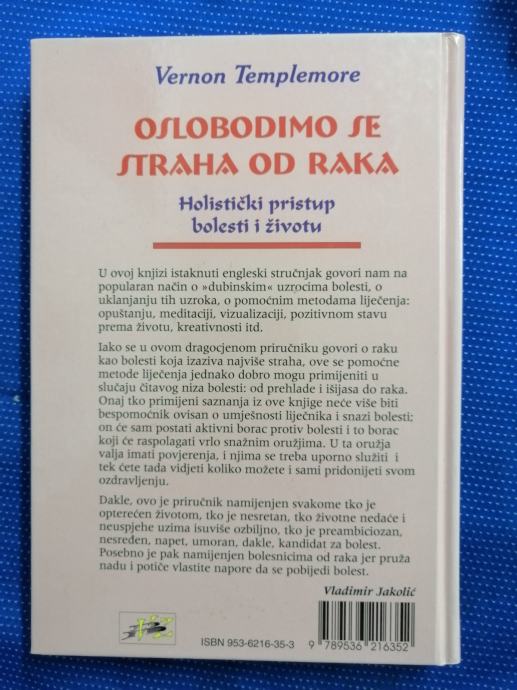 Vernon Templemore
OSLOBODIMO SE
STRAHA OD RAKA
Holistički pristup
bolesti i životu
U ovoj knjizi istaknuti engleski stručnjak govori nam na
popularan način o »dubinskim« uzrocima bolesti, o
uklanjanju tih uzroka, o pomoćnim metodama liječenja:
opuštanju, meditaciji, vizualizaciji, pozitivnom stavu
prema životu, kreativnosti itd.
Iako se u ovom dragocjenom priručniku govori o raku
kao bolesti koja izaziva najviše straha, ove se pomoćne
metode liječenja jednako dobro mogu primijeniti u
slučaju čitavog niza bolesti: od prehlade i išijasa do raka.
Onaj tko primijeni saznanja iz ove knjige neće više biti
bespomoćnik ovisan o umješnosti liječnika i snazi bolesti;
on će sam postati aktivni borac protiv bolesti i to borac
koji će raspolagati vrlo snažnim oružjima. U ta oružja
valja imati povjerenja, i njima se treba uporno služiti i
tek ćete tada vidjeti koliko možete i sami pridonijeti svom
ozdravljenju.
Dakle, ovo je priručnik namijenjen svakome tko je
opterećen životom, tko je nesretan, tko životne nedaće i
neuspjehe uzima isuviše ozbiljno, tko je preambiciozan,
nesređen, napet, umoran, dakle, kandidat za bolest.
Posebno je pak namijenjen bolesnicima od raka jer pruža
nadu i potiče vlastite napore da se pobijedi bolest.
Vladimir Jakolić
ISBN 953-6216-35-3
9 789536 216352